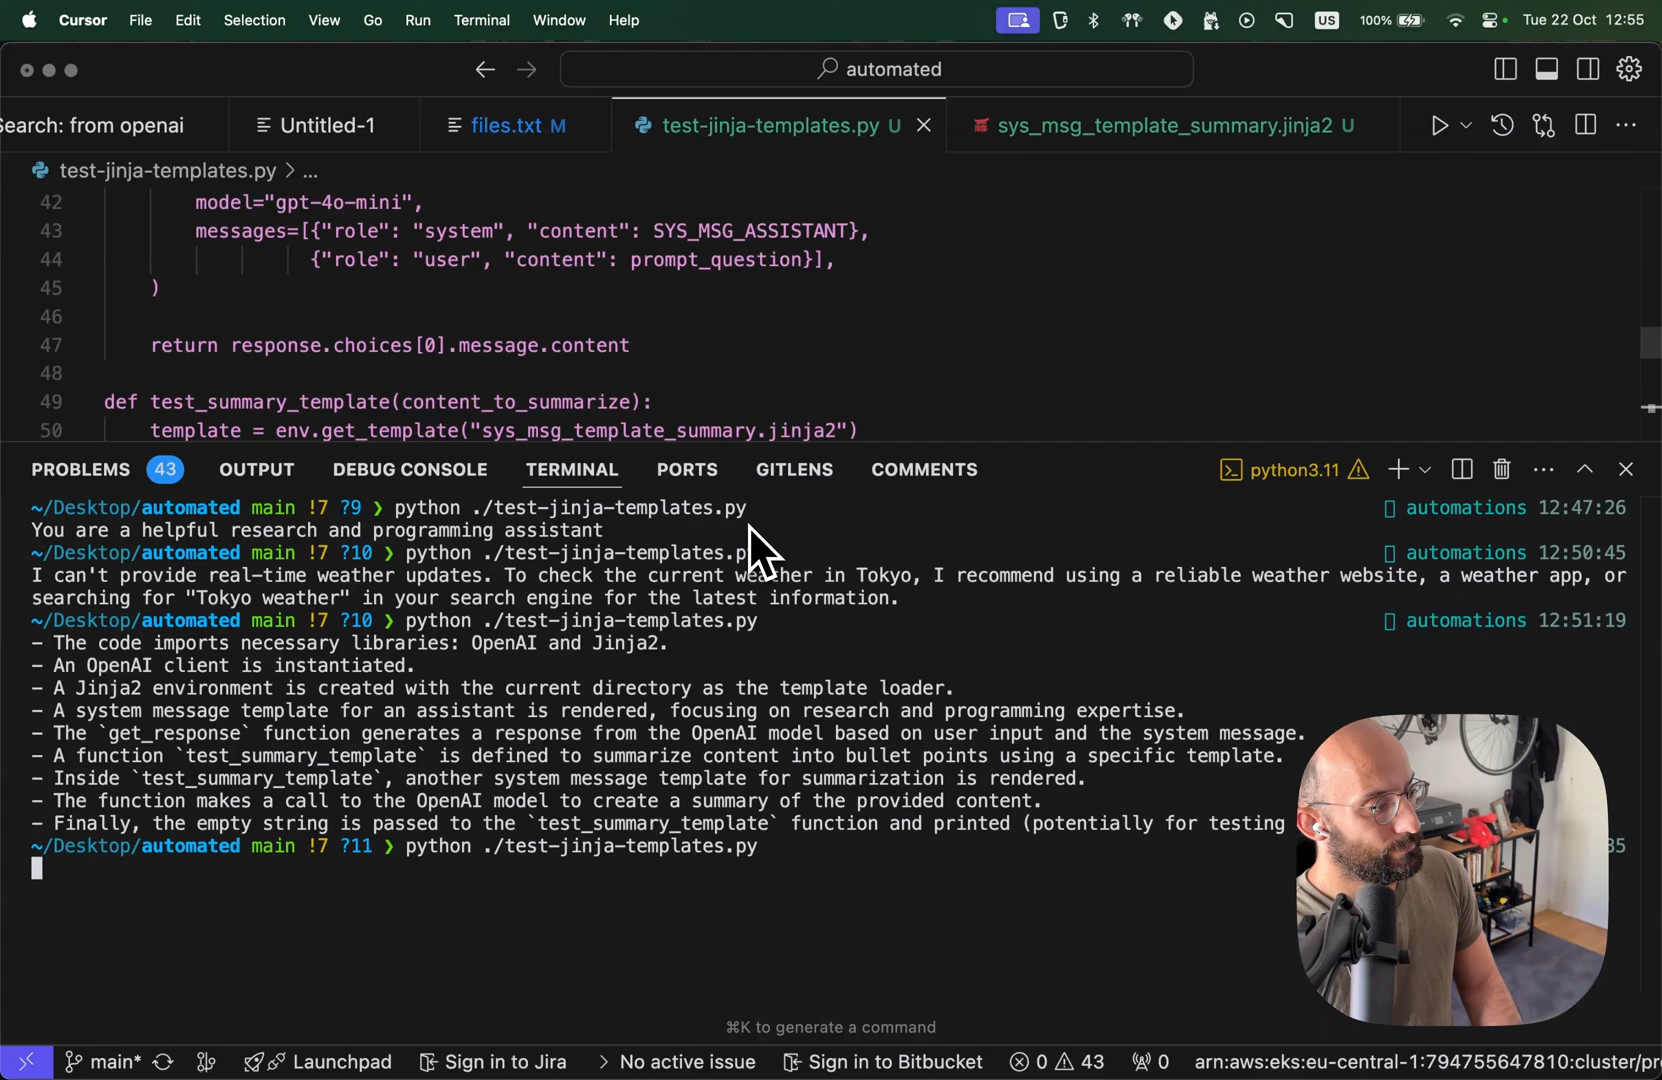 Cursor File Edit Selection View Go Run Terminal Window Help US 100% Tue 22 Oct 12:55
automated
Search: from openai Untitled-1 files.txt M test-jinja-templates.py U sys_msg_template_summary.jinja2 U
test-jinja-templates.py > ...
42 model="gpt-4o-mini",
43 messages=[{"role": "system", "content": SYS_MSG_ASSISTANT},
44 {"role": "user", "content": prompt_question}],
45 )
46
47 return response.choices[0].message.content
48
49 def test_summary_template(content_to_summarize):
50 template = env.get_template("sys_msg_template_summary.jinja2")
PROBLEMS 43 OUTPUT DEBUG CONSOLE TERMINAL PORTS GITLENS COMMENTS python3.11
~/Desktop/automated main !7 ?9 ❯ python ./test-jinja-templates.py automations 12:47:26
You are a helpful research and programming assistant
~/Desktop/automated main !7 ?10 ❯ python ./test-jinja-templates.p automations 12:50:45
I can't provide real-time weather updates. To check the current weather in Tokyo, I recommend using a reliable weather website, a weather app, or
searching for "Tokyo weather" in your search engine for the latest information.
~/Desktop/automated main !7 ?10 ❯ python ./test-jinja-templates.py automations 12:51:19
- The code imports necessary libraries: OpenAI and Jinja2.
- An OpenAI client is instantiated.
- A Jinja2 environment is created with the current directory as the template loader.
- A system message template for an assistant is rendered, focusing on research and programming expertise.
- The `get_response` function generates a response from the OpenAI model based on user input and the system message.
- A function `test_summary_template` is defined to summarize content into bullet points using a specific template.
- Inside `test_summary_template`, another system message template for summarization is rendered.
- The function makes a call to the OpenAI model to create a summary of the provided content.
- Finally, the empty string is passed to the `test_summary_template` function and printed (potentially for testing
~/Desktop/automated main !7 ?11 ❯ python ./test-jinja-templates.py 35
⌘K to generate a command
main* Launchpad Sign in to Jira > No active issue Sign in to Bitbucket 0 43 0 arn:aws:eks:eu-central-1:794755647810:cluster/pr